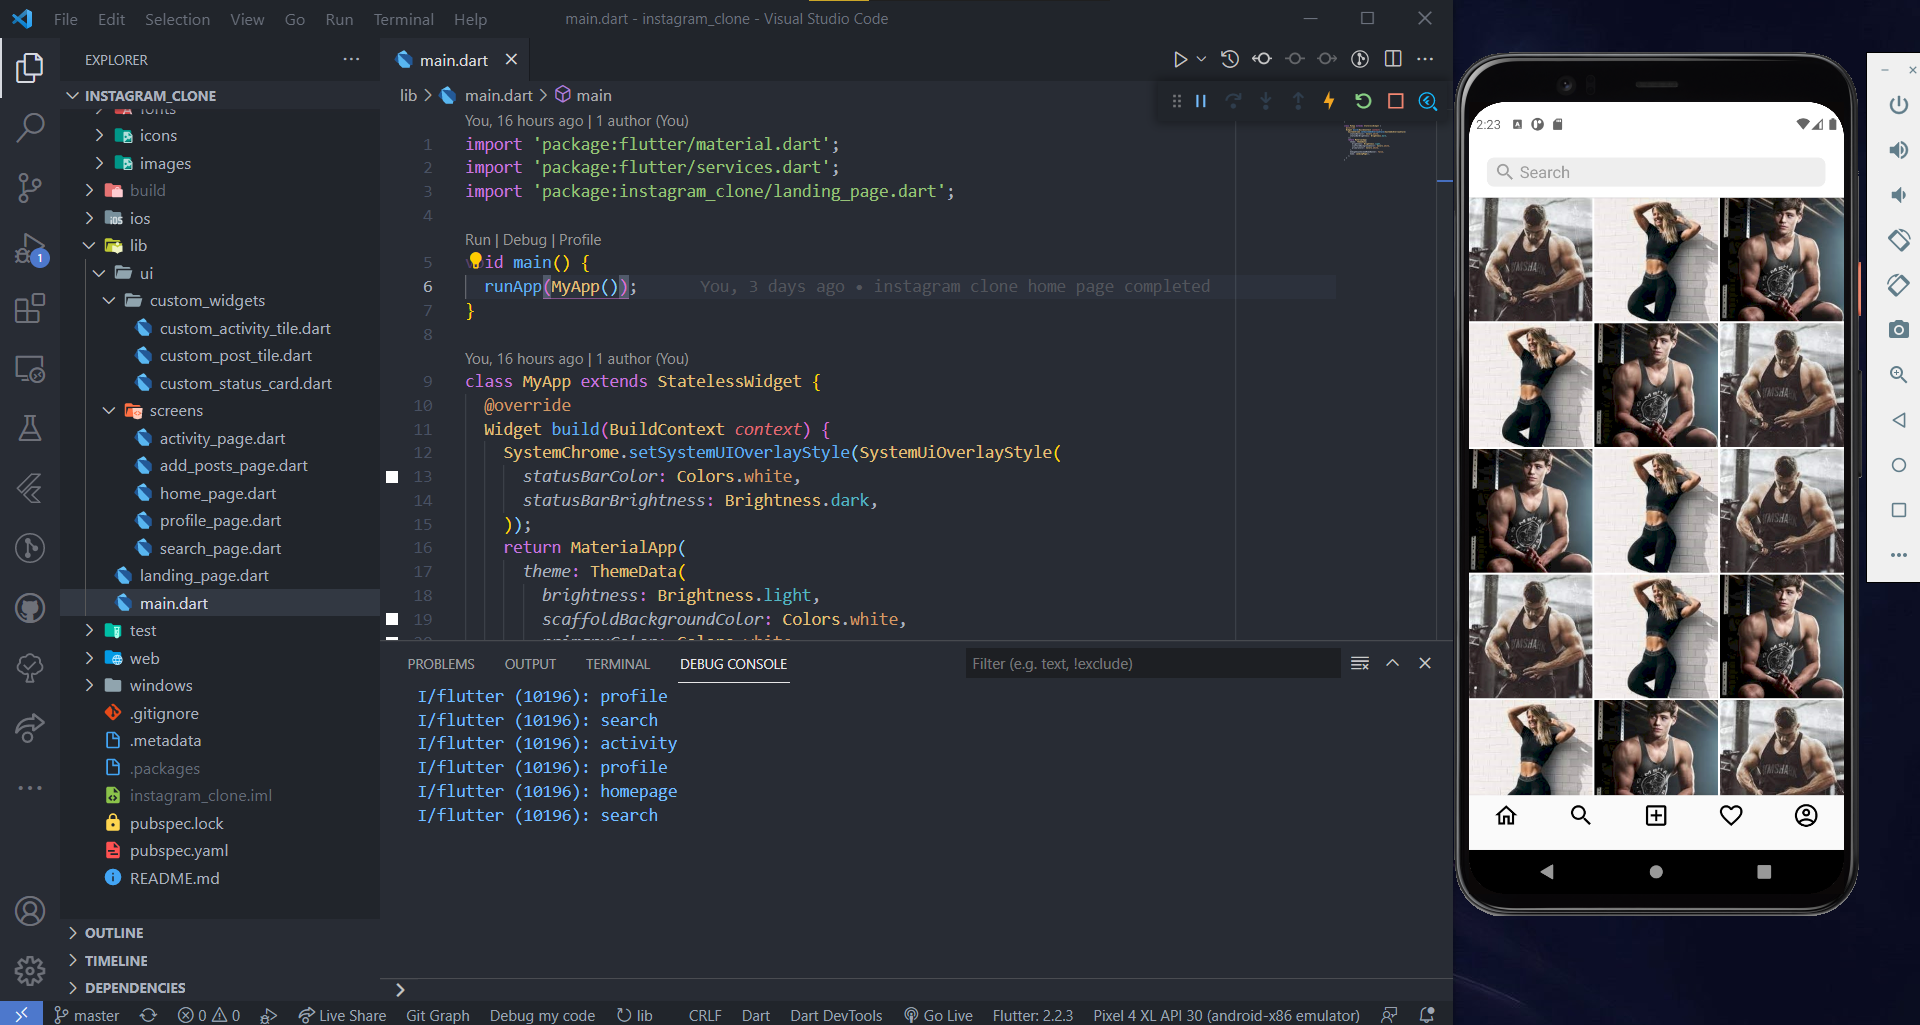 File Edit Selection View Go Run Terminal Help
main.dart - instagram_clone - Visual Studio Code
EXPLORER
INSTAGRAM_CLONE
fonts
icons
images
build
ios
lib
ui
custom_widgets
custom_activity_tile.dart
custom_post_tile.dart
custom_status_card.dart
screens
activity_page.dart
add_posts_page.dart
home_page.dart
profile_page.dart
search_page.dart
landing_page.dart
main.dart
test
web
windows
.gitignore
.metadata
.packages
instagram_clone.iml
pubspec.lock
pubspec.yaml
README.md
OUTLINE
TIMELINE
DEPENDENCIES
1
main.dart
lib > main.dart > main
You, 16 hours ago | 1 author (You)
1 import 'package:flutter/material.dart';
2 import 'package:flutter/services.dart';
3 import 'package:instagram_clone/landing_page.dart';
4
Run | Debug | Profile
5 id main() {
6 runApp(MyApp()); You, 3 days ago • instagram clone home page completed
7 }
8
You, 16 hours ago | 1 author (You)
9 class MyApp extends StatelessWidget {
10 @override
11 Widget build(BuildContext context) {
12 SystemChrome.setSystemUIOverlayStyle(SystemUiOverlayStyle(
13 statusBarColor: Colors.white,
14 statusBarBrightness: Brightness.dark,
15 ));
16 return MaterialApp(
17 theme: ThemeData(
18 brightness: Brightness.light,
19 scaffoldBackgroundColor: Colors.white,
PROBLEMS OUTPUT TERMINAL DEBUG CONSOLE
Filter (e.g. text, !exclude)
I/flutter (10196): profile
I/flutter (10196): search
I/flutter (10196): activity
I/flutter (10196): profile
I/flutter (10196): homepage
I/flutter (10196): search
master 0 0 Live Share Git Graph Debug my code lib CRLF Dart Dart DevTools Go Live Flutter: 2.2.3 Pixel 4 XL API 30 (android-x86 emulator)
2:23
Search